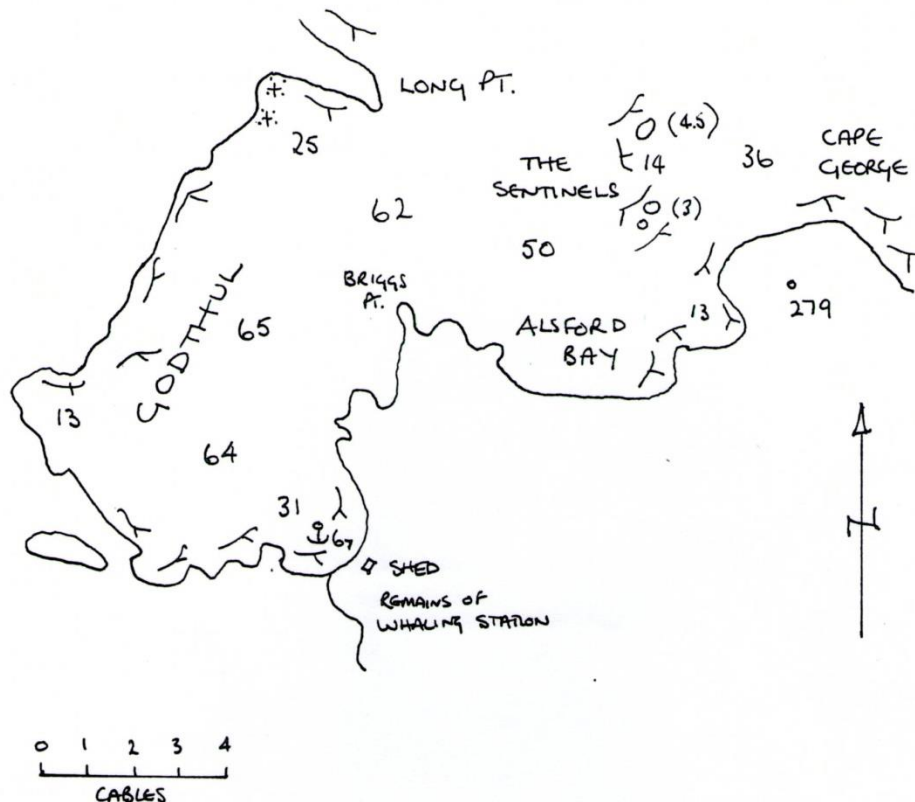 LONG PT.
25
(4.5)
14
36
CAPE
GEORGE
THE
SENTINELS
(3)
62
50
BRIGGS
PT.
13
279
ALSFORD
BAY
65
GODTHUL
13
64
31
SHED
REMAINS OF
WHALING STATION
N
0 1 2 3 4
CABLES